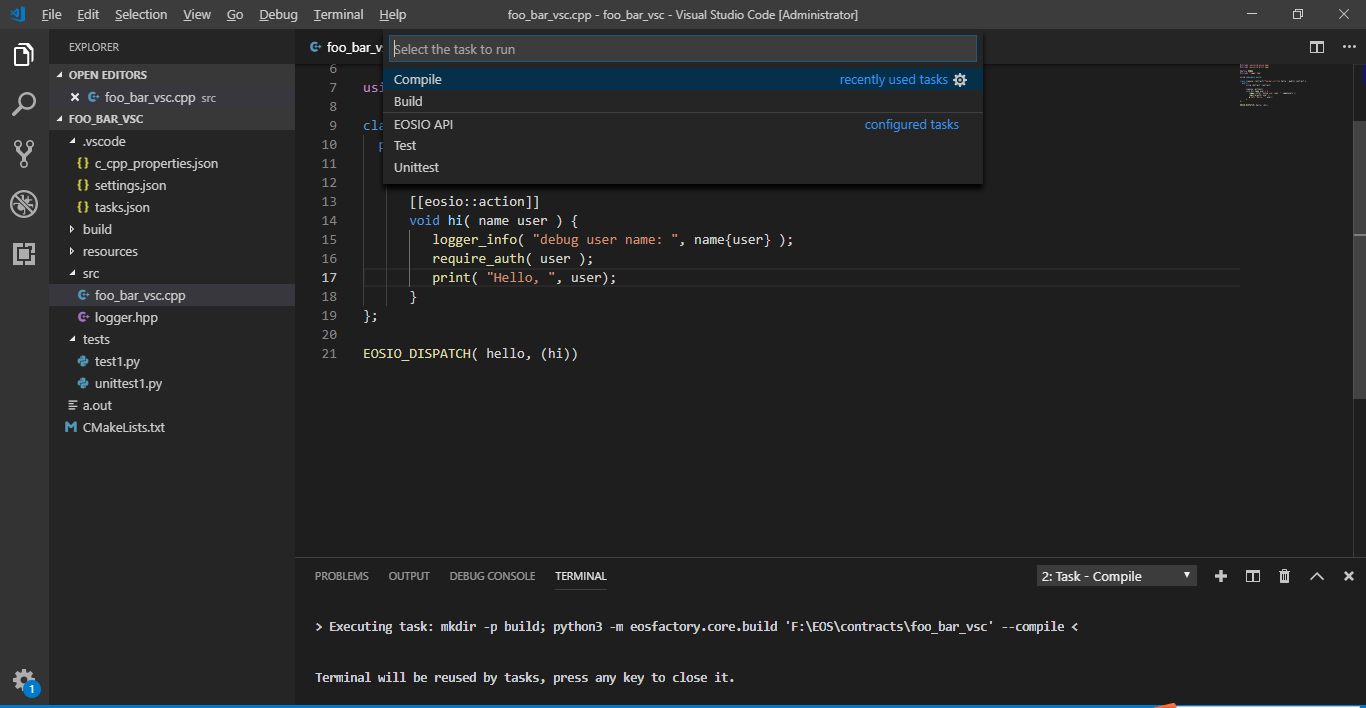 File Edit Selection View Go Debug Terminal Help
foo_bar_vsc.cpp - foo_bar_vsc - Visual Studio Code [Administrator]
EXPLORER
OPEN EDITORS
foo_bar_vsc.cpp src
FOO_BAR_VSC
.vscode
{} c_cpp_properties.json
{} settings.json
{} tasks.json
build
resources
src
foo_bar_vsc.cpp
logger.hpp
tests
test1.py
unittest1.py
a.out
M CMakeLists.txt
1
foo_bar_vs
Select the task to run
Compile recently used tasks
Build
EOSIO API configured tasks
Test
Unittest
6
7 usi
8
9 cla
10 p
11
12
13 [[eosio::action]]
14 void hi( name user ) {
15 logger_info( "debug user name: ", name{user} );
16 require_auth( user );
17 print( "Hello, ", user);
18 }
19 };
20
21 EOSIO_DISPATCH( hello, (hi))
PROBLEMS OUTPUT DEBUG CONSOLE TERMINAL
2: Task - Compile
> Executing task: mkdir -p build; python3 -m eosfactory.core.build 'F:\EOS\contracts\foo_bar_vsc' --compile <
Terminal will be reused by tasks, press any key to close it.